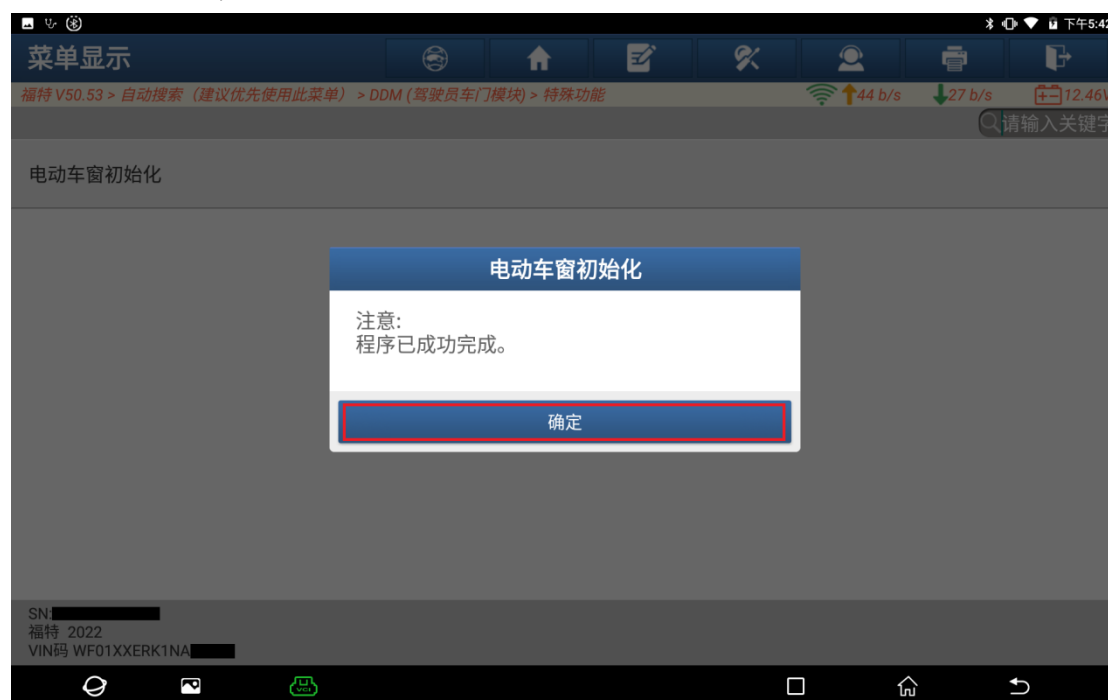 下午5:42
菜单显示
福特 V50.53 > 自动搜索（建议优先使用此菜单） > DDM (驾驶员车门模块) > 特殊功能
44 b/s
27 b/s
12.46V
请输入关键字
电动车窗初始化
电动车窗初始化
注意:
程序已成功完成。
确定
SN:
福特 2022
VIN码 WF01XXERK1NA
VCI